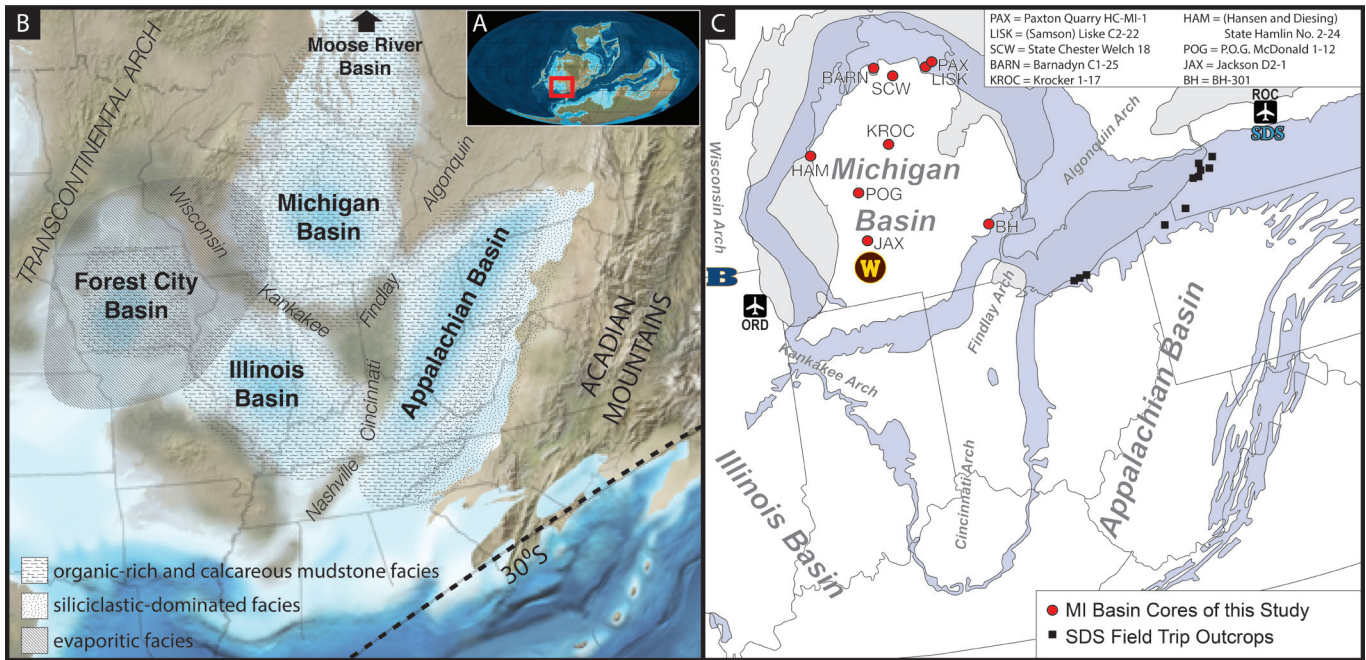 B
Moose River
Basin
TRANSCONTINENTAL ARCH
Wisconsin
Michigan
Basin
Algonquin
Forest City
Basin
Kankakee
Findlay
Appalachian Basin
Illinois
Basin
Cincinnati
Nashville
ACADIAN
MOUNTAINS
30°S
organic-rich and calcareous mudstone facies
siliciclastic-dominated facies
evaporitic facies
A
C
PAX = Paxton Quarry HC-MI-1
LISK = (Samson) Liske C2-22
SCW = State Chester Welch 18
BARN = Barnadyn C1-25
KROC = Krocker 1-17
HAM = (Hansen and Diesing)
State Hamlin No. 2-24
POG = P.O.G. McDonald 1-12
JAX = Jackson D2-1
BH = BH-301
ROC
SDS
BARN
SCW
PAX
LISK
KROC
HAM
Michigan
Basin
POG
JAX
BH
W
B
ORD
Wisconsin Arch
Algonquin Arch
Findlay Arch
Kankakee Arch
Cincinnati Arch
Illinois Basin
Appalachian Basin
MI Basin Cores of this Study
SDS Field Trip Outcrops